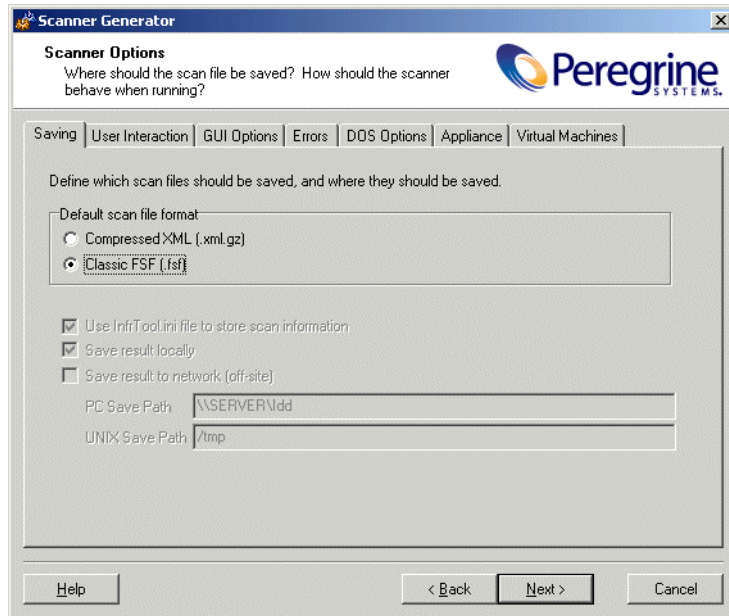 Scanner Generator
Scanner Options
Where should the scan file be saved? How should the scanner
behave when running?
Peregrine
SYSTEMS.
Saving User Interaction GUI Options Errors DOS Options Appliance Virtual Machines
Define which scan files should be saved, and where they should be saved.
Default scan file format
Compressed XML (.xml.gz)
Classic FSF (.fsf)
Use InfrTool.ini file to store scan information
Save result locally
Save result to network (off-site)
PC Save Path \\SERVER\Idd
UNIX Save Path /tmp
Help < Back Next > Cancel